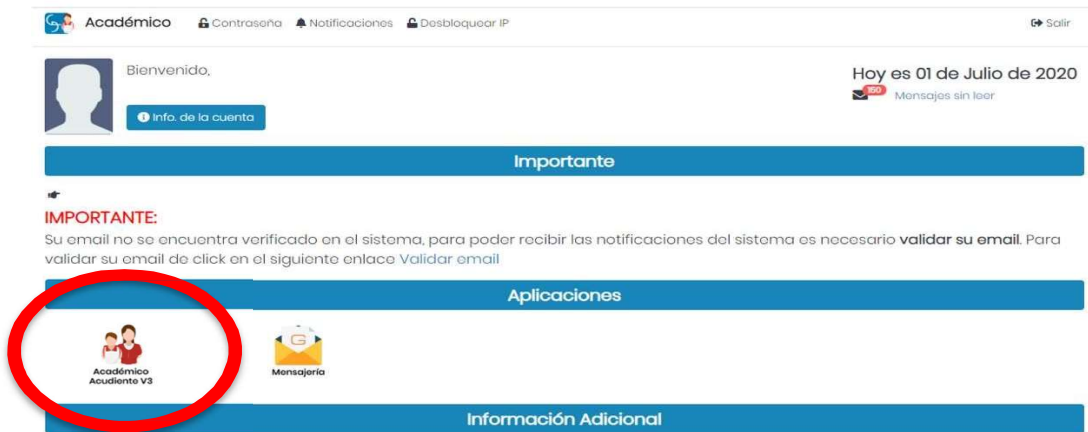 Académico Contraseña Notificaciones Desbloquear IP Salir
Bienvenido,
Hoy es 01 de Julio de 2020
150 Mensajes sin leer
Info. de la cuenta
Importante
IMPORTANTE:
Su email no se encuentra verificado en el sistema, para poder recibir las notificaciones del sistema es necesario validar su email. Para
validar su email de click en el siguiente enlace Validar email
Aplicaciones
G
Académico
Acudiente V3
Mensajería
Información Adicional